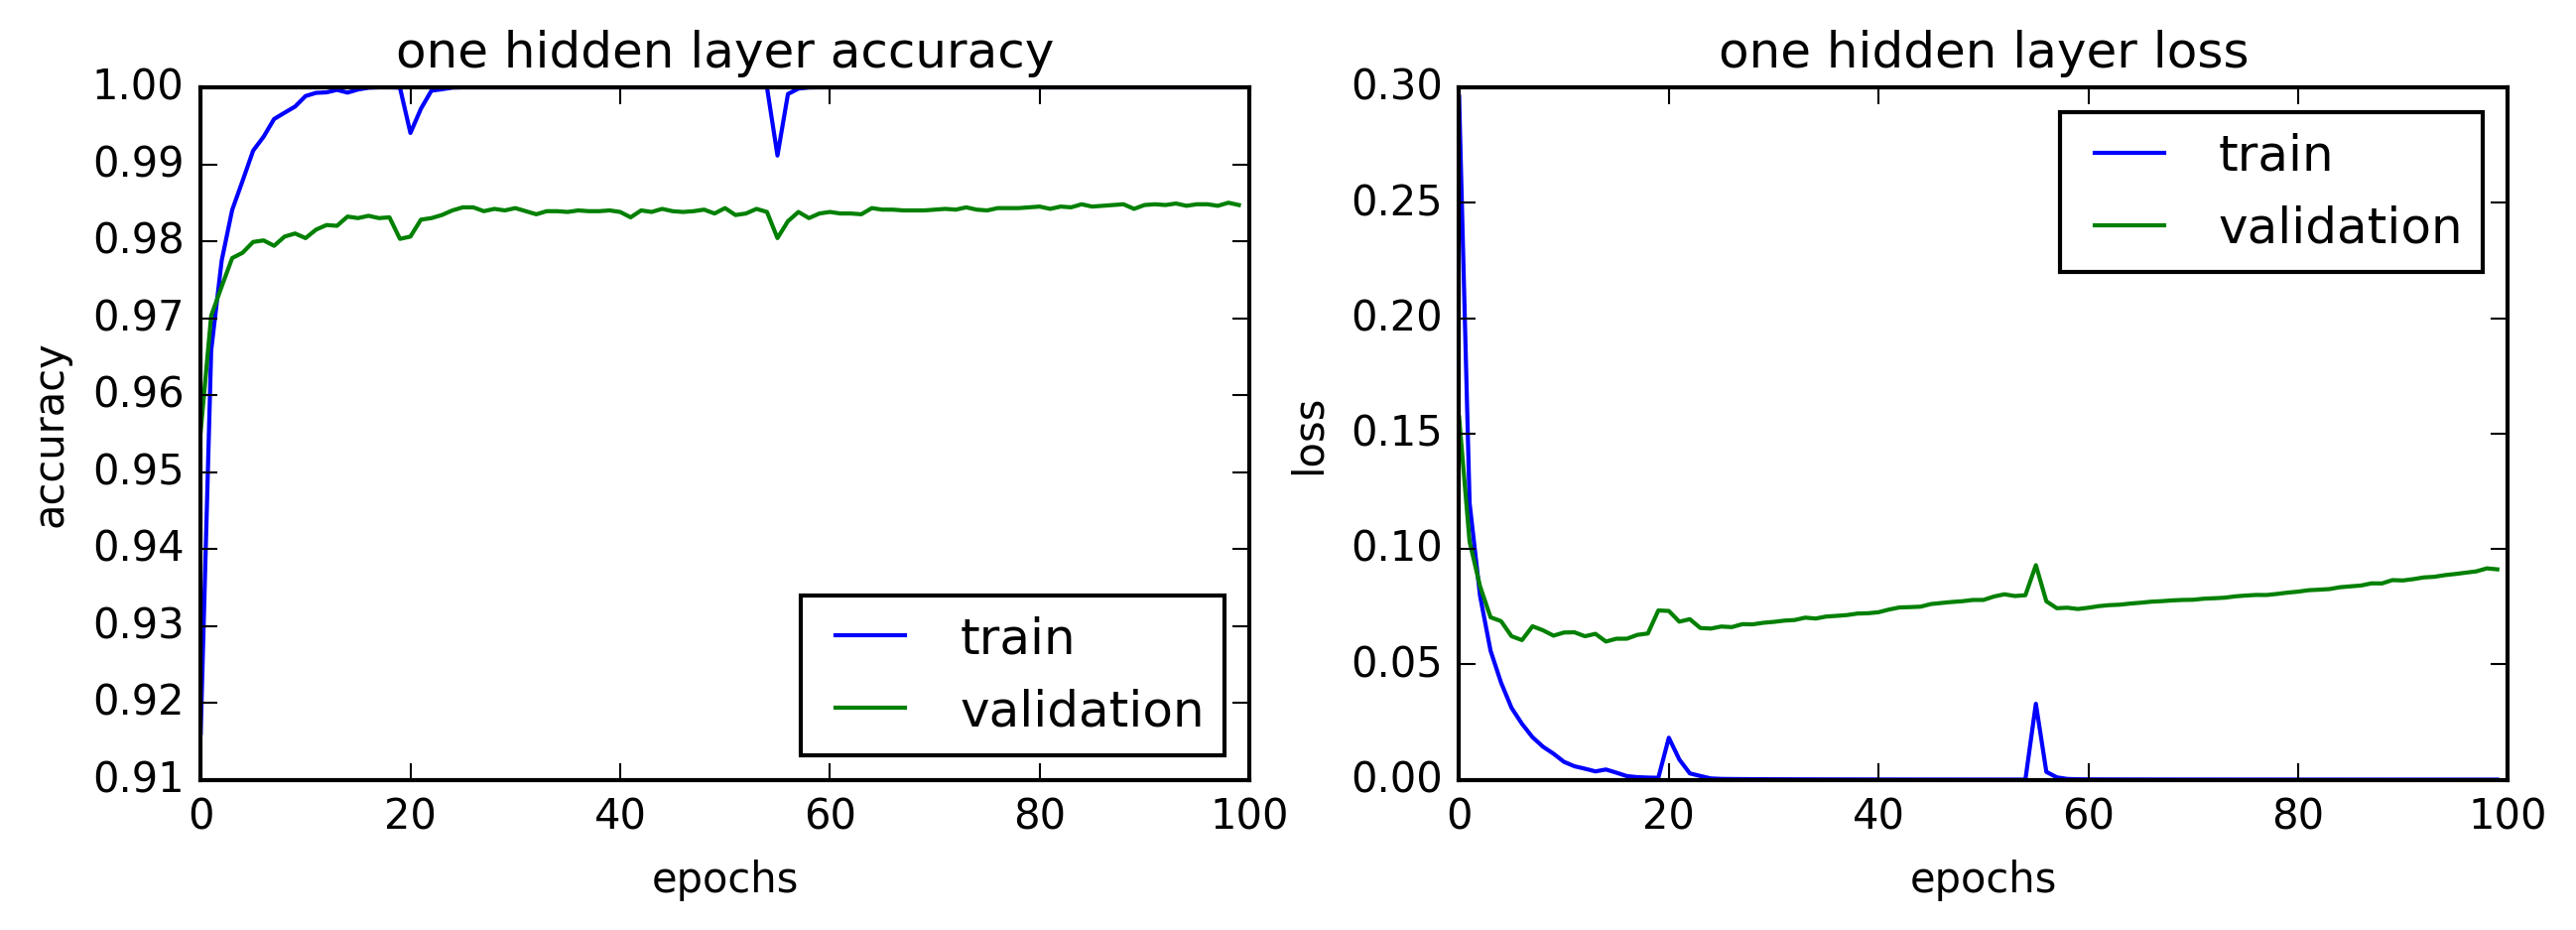 one hidden layer accuracy
1.00
0.99
0.98
0.97
0.96
0.95
0.94
0.93
0.92
0.91
accuracy
train
validation
0 20 40 60 80 100
epochs
one hidden layer loss
0.30
0.25
0.20
0.15
0.10
0.05
0.00
loss
train
validation
0 20 40 60 80 100
epochs